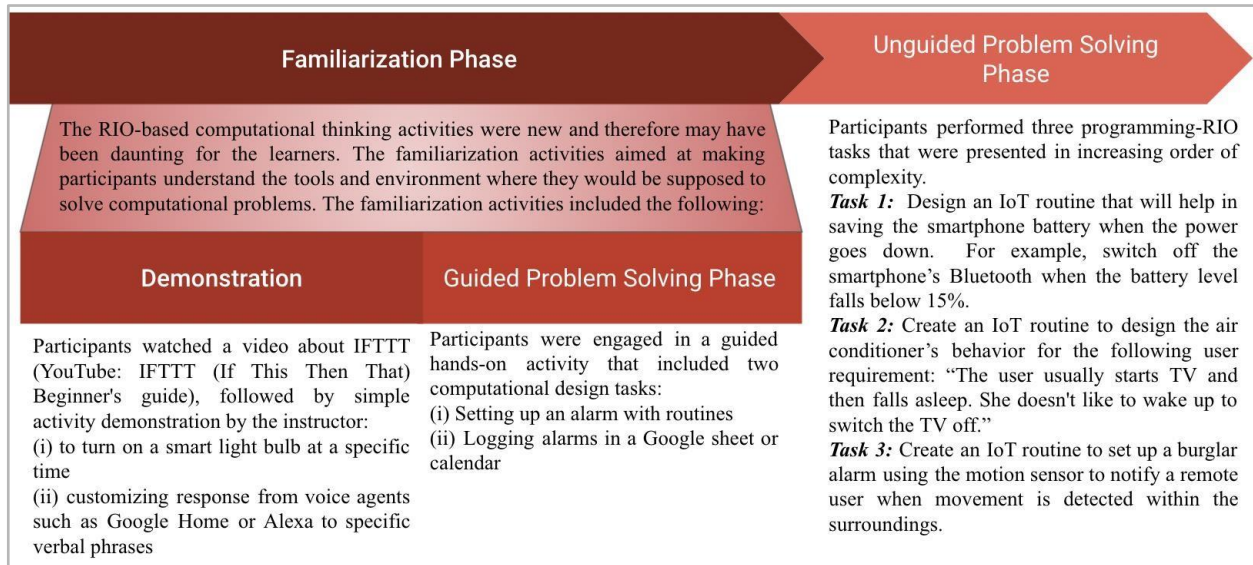 Familiarization Phase
Unguided Problem Solving
Phase
The RIO-based computational thinking activities were new and therefore may have
been daunting for the learners. The familiarization activities aimed at making
participants understand the tools and environment where they would be supposed to
solve computational problems. The familiarization activities included the following:
Demonstration
Participants watched a video about IFTTT
(YouTube: IFTTT (If This Then That)
Beginner's guide), followed by simple
activity demonstration by the instructor:
(i) to turn on a smart light bulb at a specific
time
(ii) customizing response from voice agents
such as Google Home or Alexa to specific
verbal phrases
Guided Problem Solving Phase
Participants were engaged in a guided
hands-on activity that included two
computational design tasks:
(i) Setting up an alarm with routines
(ii) Logging alarms in a Google sheet or
calendar
Participants performed three programming-RIO
tasks that were presented in increasing order of
complexity.
Task 1: Design an IoT routine that will help in
saving the smartphone battery when the power
goes down. For example, switch off the
smartphone's Bluetooth when the battery level
falls below 15%.
Task 2: Create an IoT routine to design the air
conditioner's behavior for the following user
requirement: “The user usually starts TV and
then falls asleep. She doesn't like to wake up to
switch the TV off.”
Task 3: Create an IoT routine to set up a burglar
alarm using the motion sensor to notify a remote
user when movement is detected within the
surroundings.